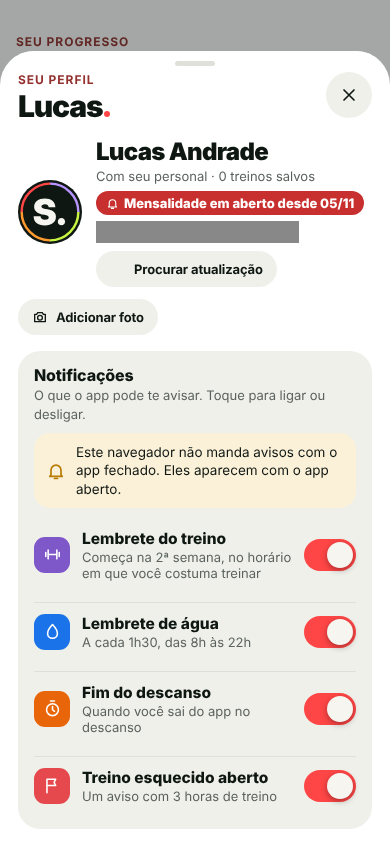 SEU PROGRESSO
SEU PERFIL
Lucas.
Lucas Andrade
Com seu personal · 0 treinos salvos
Mensalidade em aberto desde 05/11
S.
Procurar atualização
Adicionar foto
Notificações
O que o app pode te avisar. Toque para ligar ou
desligar.
Este navegador não manda avisos com o
app fechado. Eles aparecem com o app
aberto.
Lembrete do treino
Começa na 2ª semana, no horário
em que você costuma treinar
Lembrete de água
A cada 1h30, das 8h às 22h
Fim do descanso
Quando você sai do app no
descanso
Treino esquecido aberto
Um aviso com 3 horas de treino